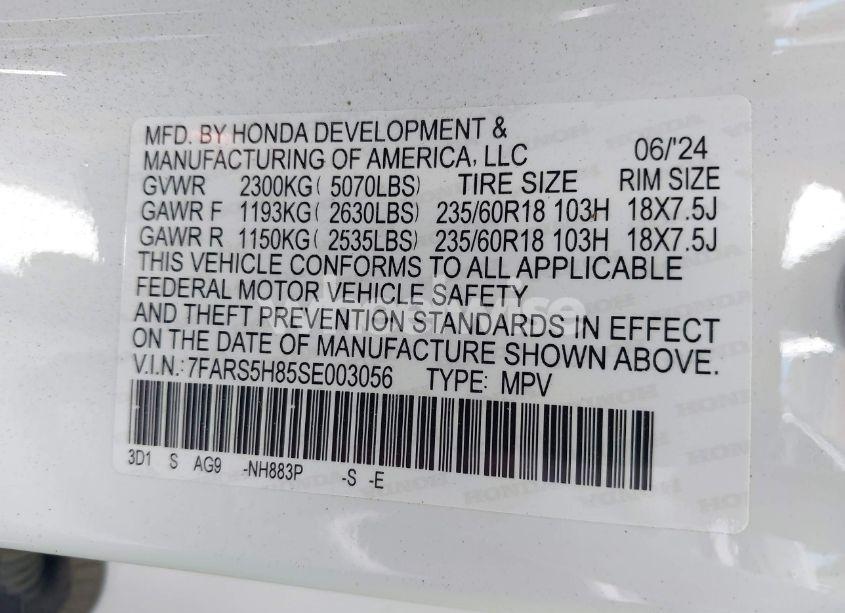 MFD. BY HONDA DEVELOPMENT &
MANUFACTURING OF AMERICA, LLC 06/'24
GVWR 2300KG( 5070LBS) TIRE SIZE RIM SIZE
GAWR F 1193KG( 2630LBS) 235/60R18 103H 18X7.5J
GAWR R 1150KG( 2535LBS) 235/60R18 103H 18X7.5J
THIS VEHICLE CONFORMS TO ALL APPLICABLE
FEDERAL MOTOR VEHICLE SAFETY
AND THEFT PREVENTION STANDARDS IN EFFECT
ON THE DATE OF MANUFACTURE SHOWN ABOVE.
V.I.N.: 7FARS5H85SE003056 TYPE: MPV
3D1 S AG9 -NH883P -S -E